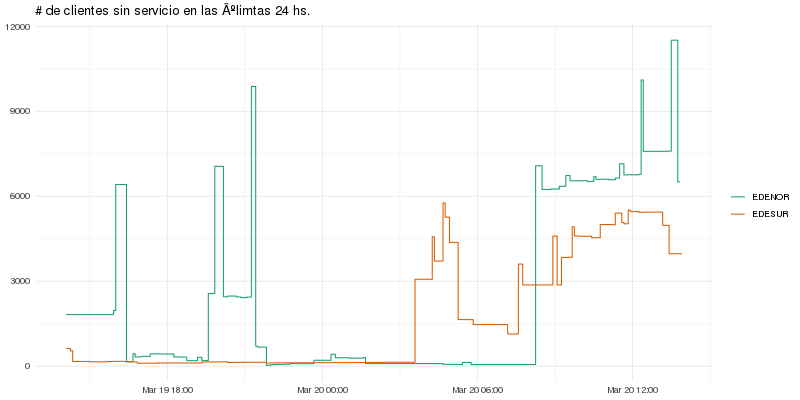 # de clientes sin servicio en las Ãºlimtas 24 hs.
12000
9000
6000
3000
0
Mar 19 18:00
Mar 20 00:00
Mar 20 06:00
Mar 20 12:00
EDENOR
EDESUR